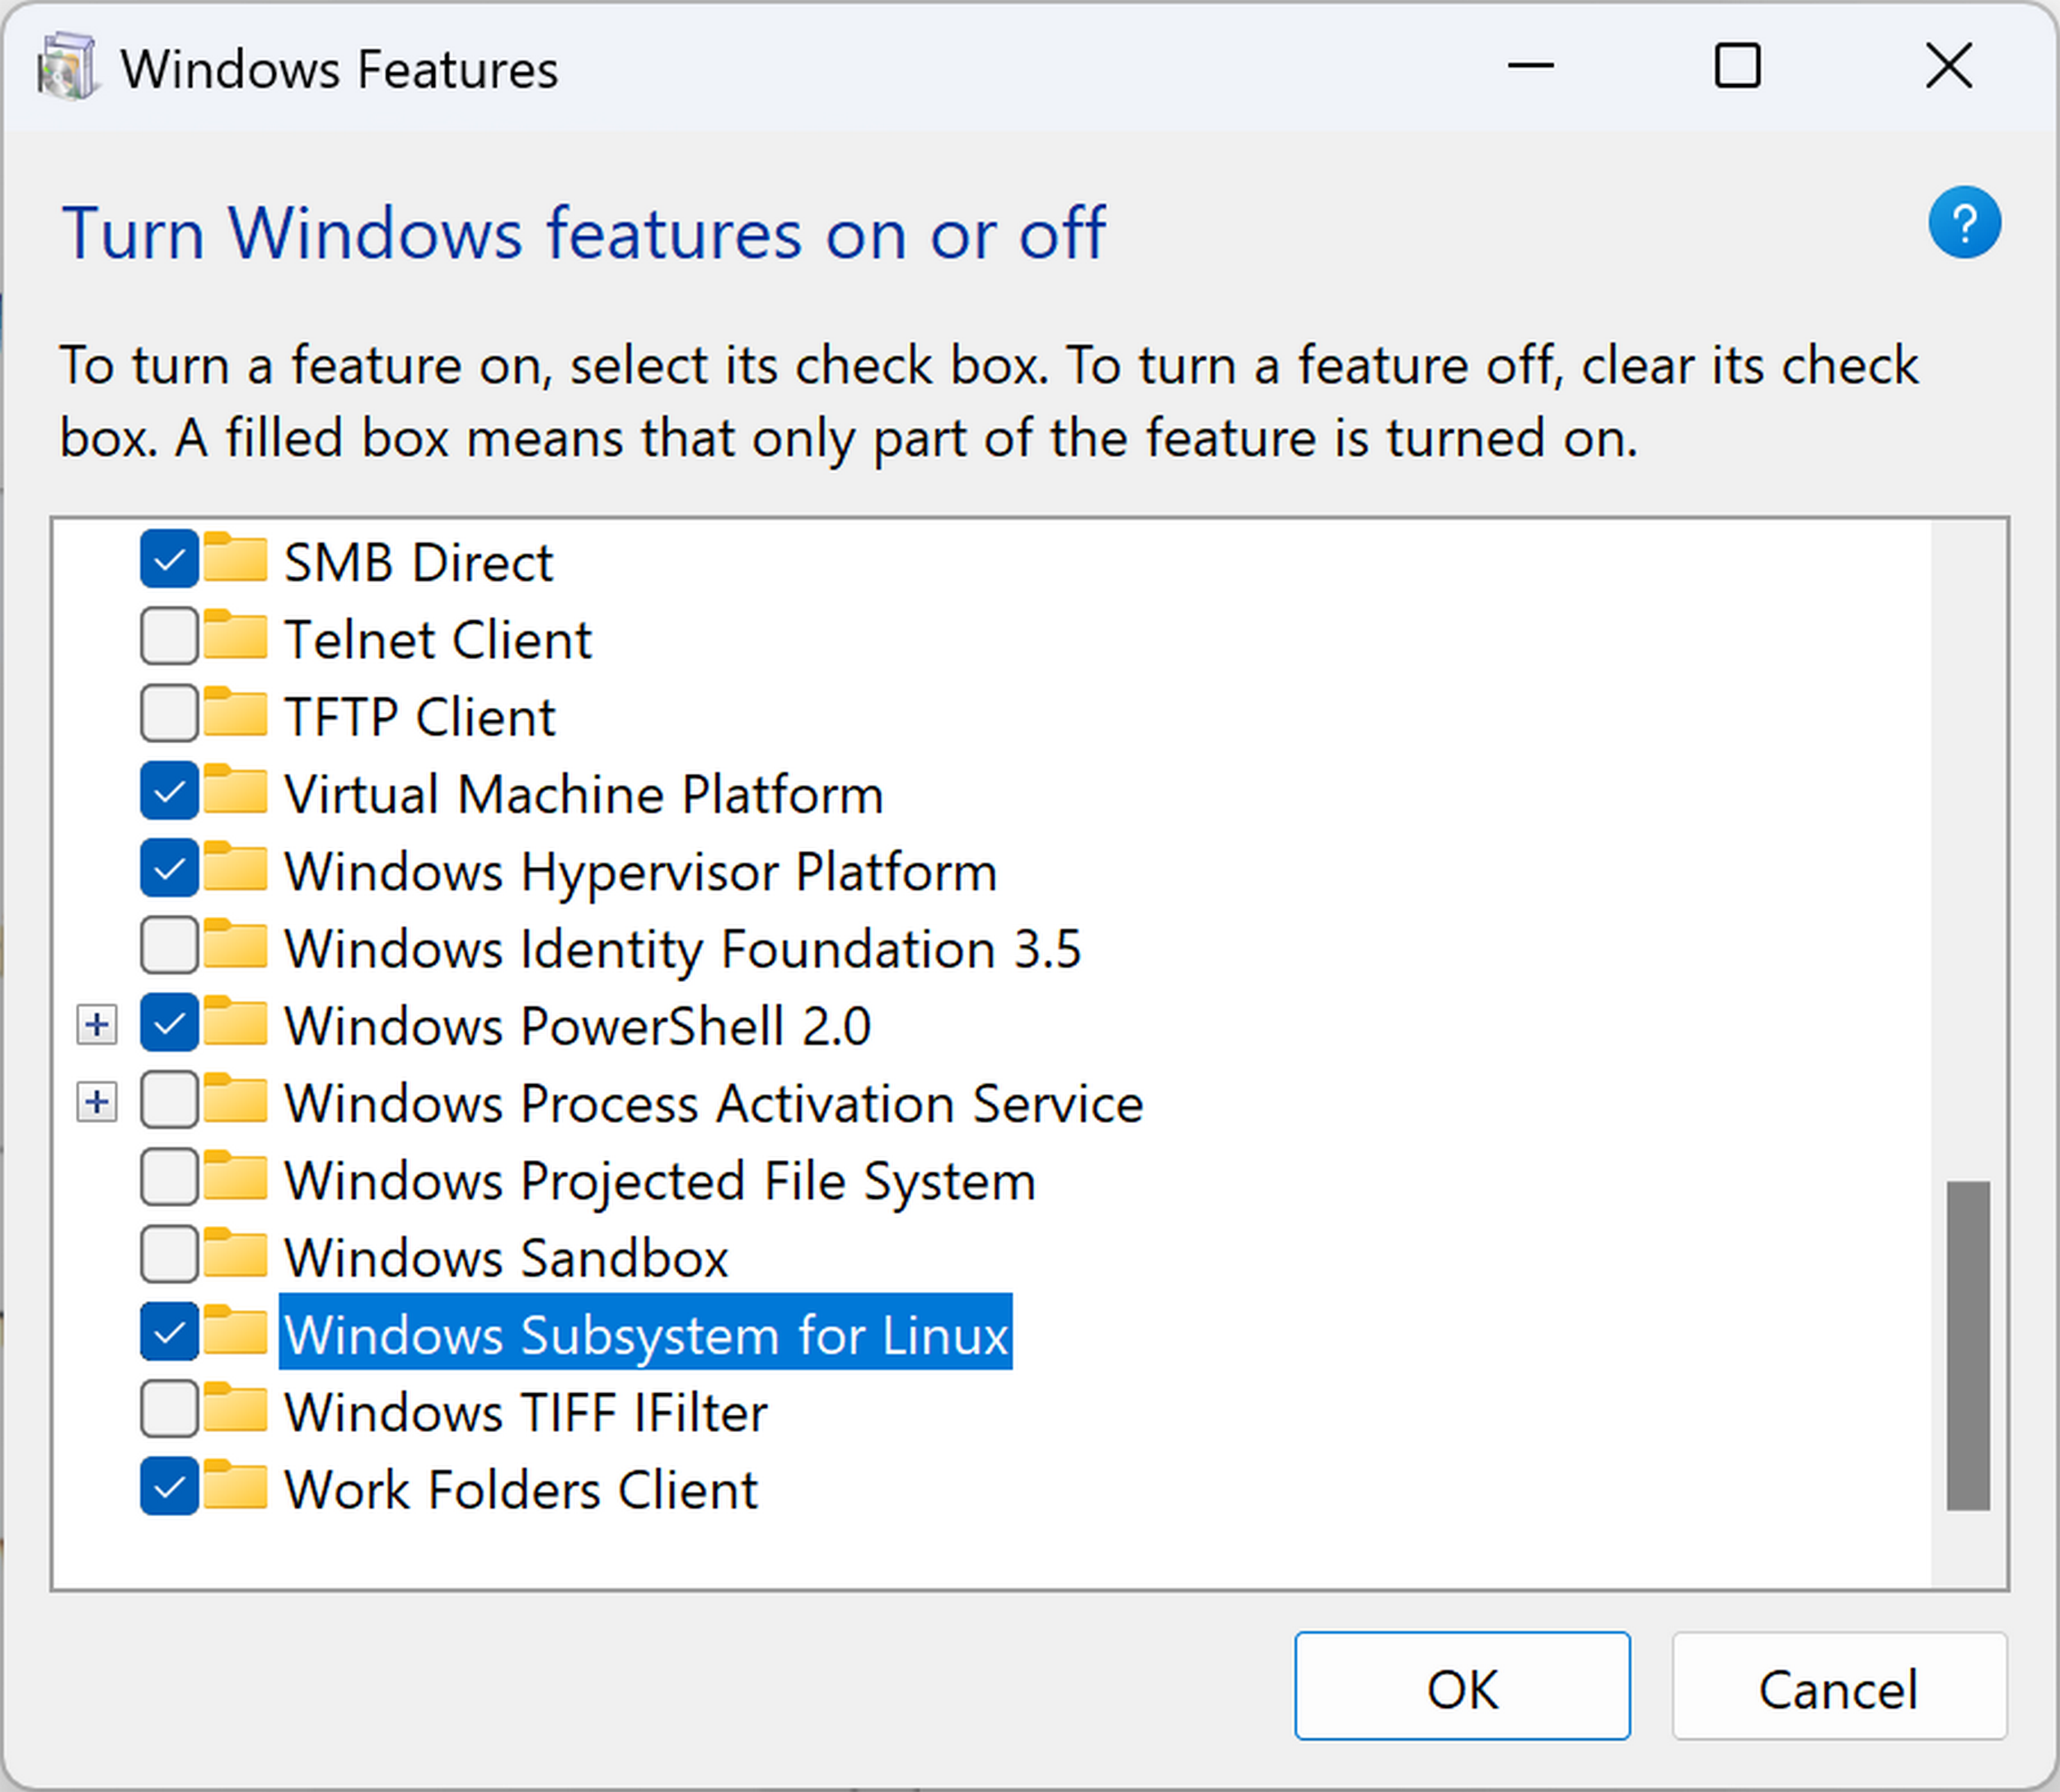 Windows Features
Turn Windows features on or off
?
To turn a feature on, select its check box. To turn a feature off, clear its check
box. A filled box means that only part of the feature is turned on.
SMB Direct
Telnet Client
TFTP Client
Virtual Machine Platform
Windows Hypervisor Platform
Windows Identity Foundation 3.5
Windows PowerShell 2.0
Windows Process Activation Service
Windows Projected File System
Windows Sandbox
Windows Subsystem for Linux
Windows TIFF IFilter
Work Folders Client
OK Cancel